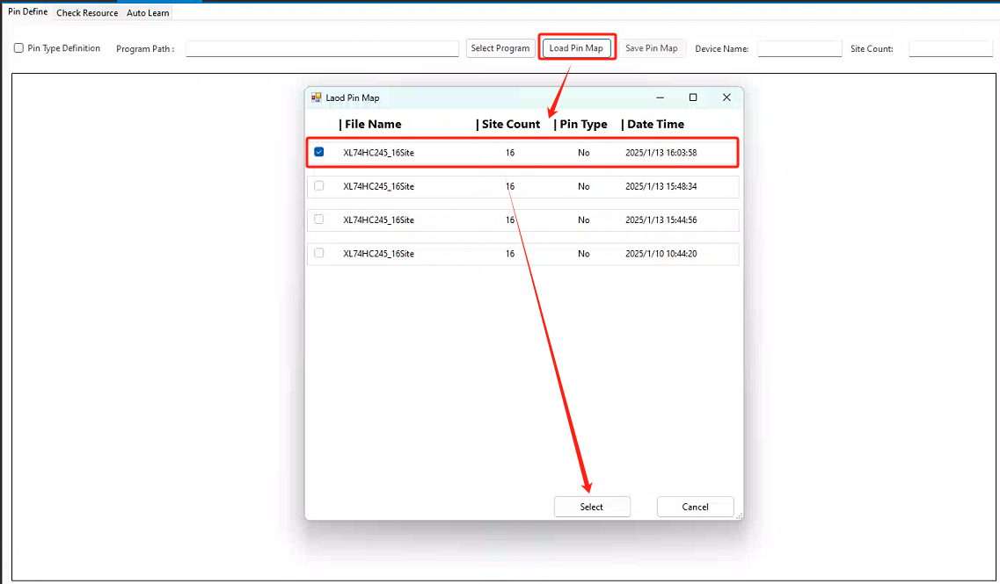 Pin Define Check Resource Auto Learn
Pin Type Definition Program Path : Select Program Load Pin Map Save Pin Map Device Name: Site Count:
Laod Pin Map
| File Name | Site Count | Pin Type | Date Time
XL74HC245_16Site 16 No 2025/1/13 16:03:58
XL74HC245_16Site 16 No 2025/1/13 15:48:34
XL74HC245_16Site 16 No 2025/1/13 15:44:56
XL74HC245_16Site 16 No 2025/1/10 10:44:20
Select Cancel